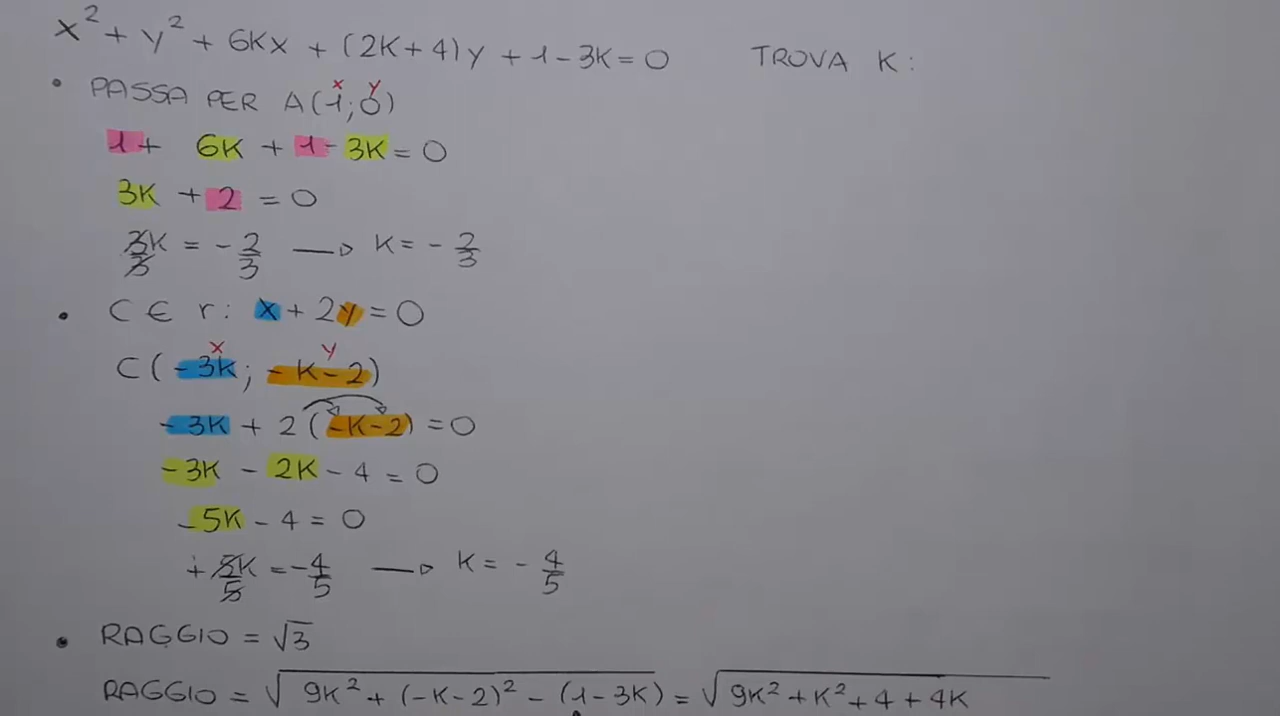 x² + y² + 6Kx + (2K+4)y + 1 - 3K = 0 TROVA K:
• PASSA PER A(1;0)
x y
1 + 6K + 1 - 3K = 0
3K + 2 = 0
3K/3 = - 2/3 → K = - 2/3
• C ∈ r: x + 2y = 0
x y
C(-3K; -K-2)
-3K + 2(-K-2) = 0
-3K - 2K - 4 = 0
-5K - 4 = 0
+5K/5 = -4/5 → K = - 4/5
• RAGGIO = √3
RAGGIO = √9K² + (-K-2)² - (1-3K) = √9K² + K² + 4 + 4K